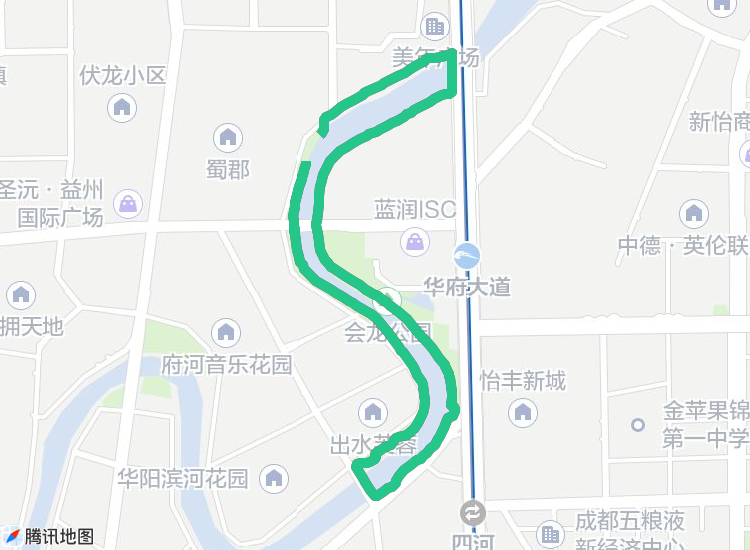 美年广场
伏龙小区
镇
新怡商
蜀郡
圣沅·益州
国际广场
蓝润ISC
中德·英伦联
华府大道
拥天地
会龙公园
府河音乐花园
怡丰新城
金苹果锦
第一中学
出水芙蓉
华阳滨河花园
成都五粮液
新经济中心
四河
腾讯地图